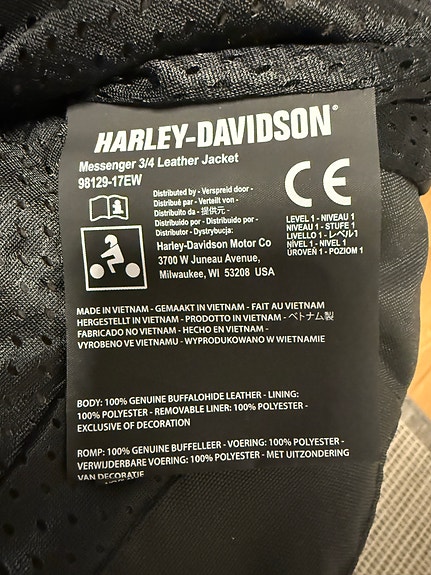 HARLEY-DAVIDSON®
Messenger 3/4 Leather Jacket
98129-17EW
Distributed by - Verspreid door -
Distribué par - Verteilt von -
Distribuito da - 提供元 -
Distribuido por - Distribuído por -
Distributor - Dystrybucja:
Harley-Davidson Motor Co
3700 W Juneau Avenue,
Milwaukee, WI 53208 USA
CE
LEVEL 1 - NIVEAU 1
NIVEAU 1 - STUFE 1
LIVELLO 1 - レベル1
NÍVEL 1 - NIVEL 1
ÚROVEŇ 1 - POZIOM 1
MADE IN VIETNAM - GEMAAKT IN VIETNAM - FAIT AU VIETNAM
HERGESTELLT IN VIETNAM - PRODOTTO IN VIETNAM - ベトナム製
FABRICADO NO VIETNAM - HECHO EN VIETNAM -
VYROBENO VE VIETNAMU - WYPRODUKOWANO W WIETNAMIE
BODY: 100% GENUINE BUFFALOHIDE LEATHER - LINING:
100% POLYESTER - REMOVABLE LINER: 100% POLYESTER -
EXCLUSIVE OF DECORATION
ROMP: 100% GENUINE BUFFELLEER - VOERING: 100% POLYESTER -
VERWIJDERBARE VOERING: 100% POLYESTER - MET UITZONDERING
VAN DECORATIE